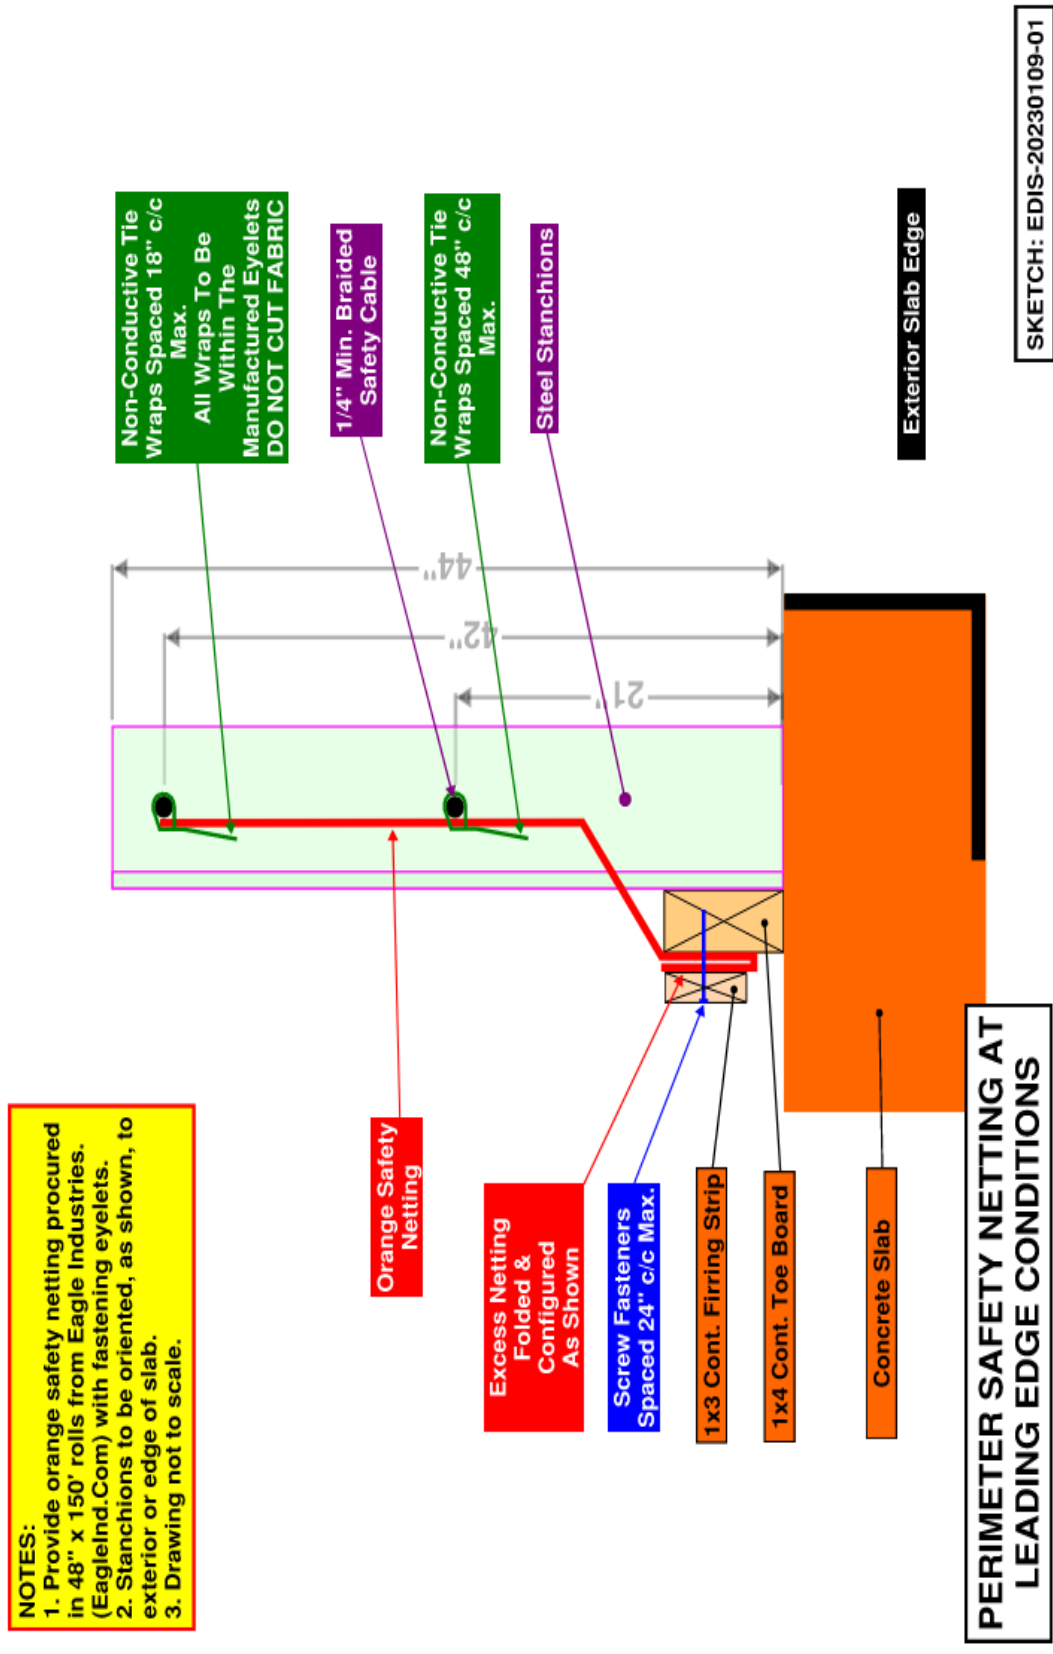 NOTES:
1. Provide orange safety netting procured
in 48" x 150' rolls from Eagle Industries.
(EagleInd.Com) with fastening eyelets.
2. Stanchions to be oriented, as shown, to
exterior or edge of slab.
3. Drawing not to scale.
Non-Conductive Tie
Wraps Spaced 18" c/c
Max.
All Wraps To Be
Within The
Manufactured Eyelets
DO NOT CUT FABRIC
1/4" Min. Braided
Safety Cable
Non-Conductive Tie
Wraps Spaced 48" c/c
Max.
Steel Stanchions
44"
42"
21"
Orange Safety
Netting
Excess Netting
Folded &
Configured
As Shown
Screw Fasteners
Spaced 24" c/c Max.
1x3 Cont. Firring Strip
1x4 Cont. Toe Board
Concrete Slab
Exterior Slab Edge
PERIMETER SAFETY NETTING AT
LEADING EDGE CONDITIONS
SKETCH: EDIS-20230109-01